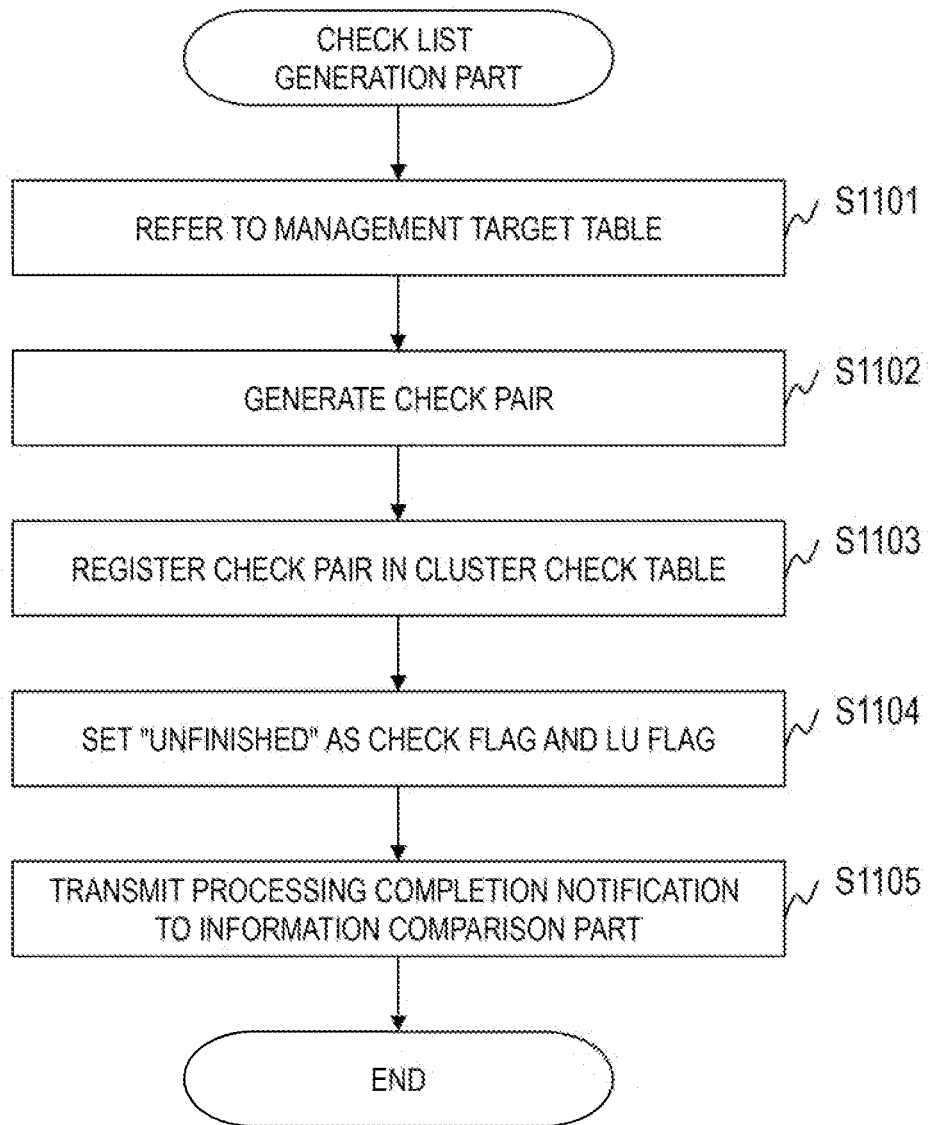 CHECK LIST
GENERATION PART
REFER TO MANAGEMENT TARGET TABLE
S1101
GENERATE CHECK PAIR
S1102
REGISTER CHECK PAIR IN CLUSTER CHECK TABLE
S1103
SET "UNFINISHED" AS CHECK FLAG AND LU FLAG
S1104
TRANSMIT PROCESSING COMPLETION NOTIFICATION
TO INFORMATION COMPARISON PART
S1105
END